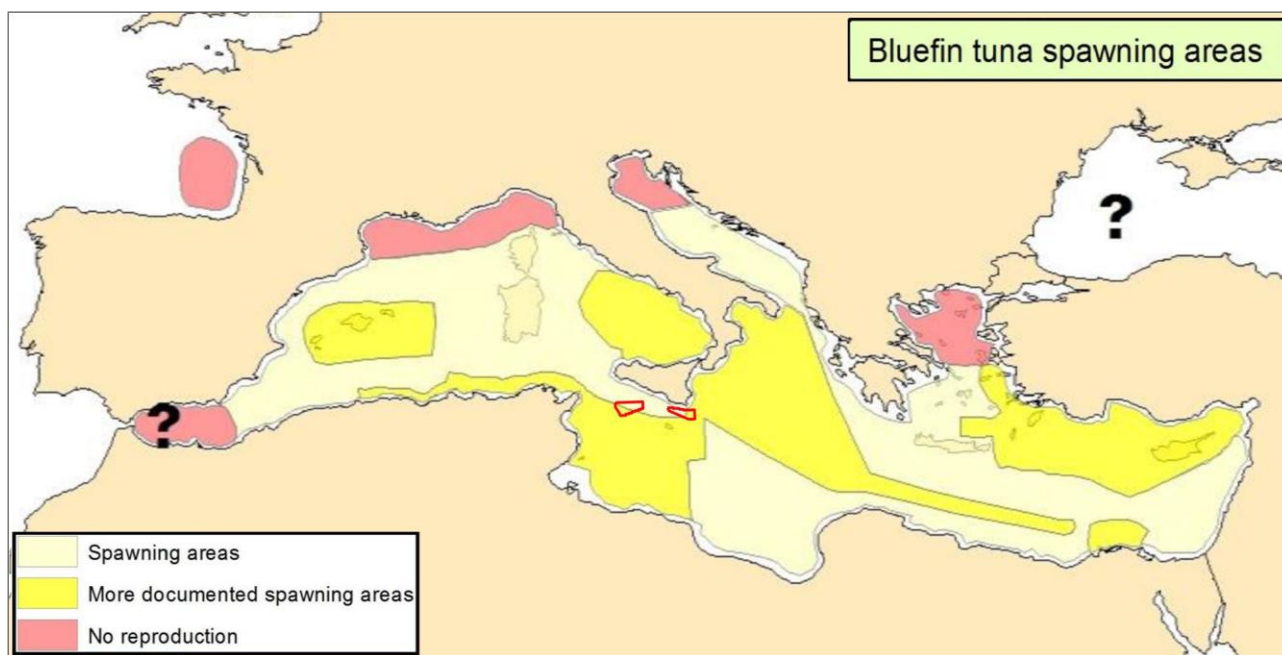 Bluefin tuna spawning areas
?
?
Spawning areas
More documented spawning areas
No reproduction